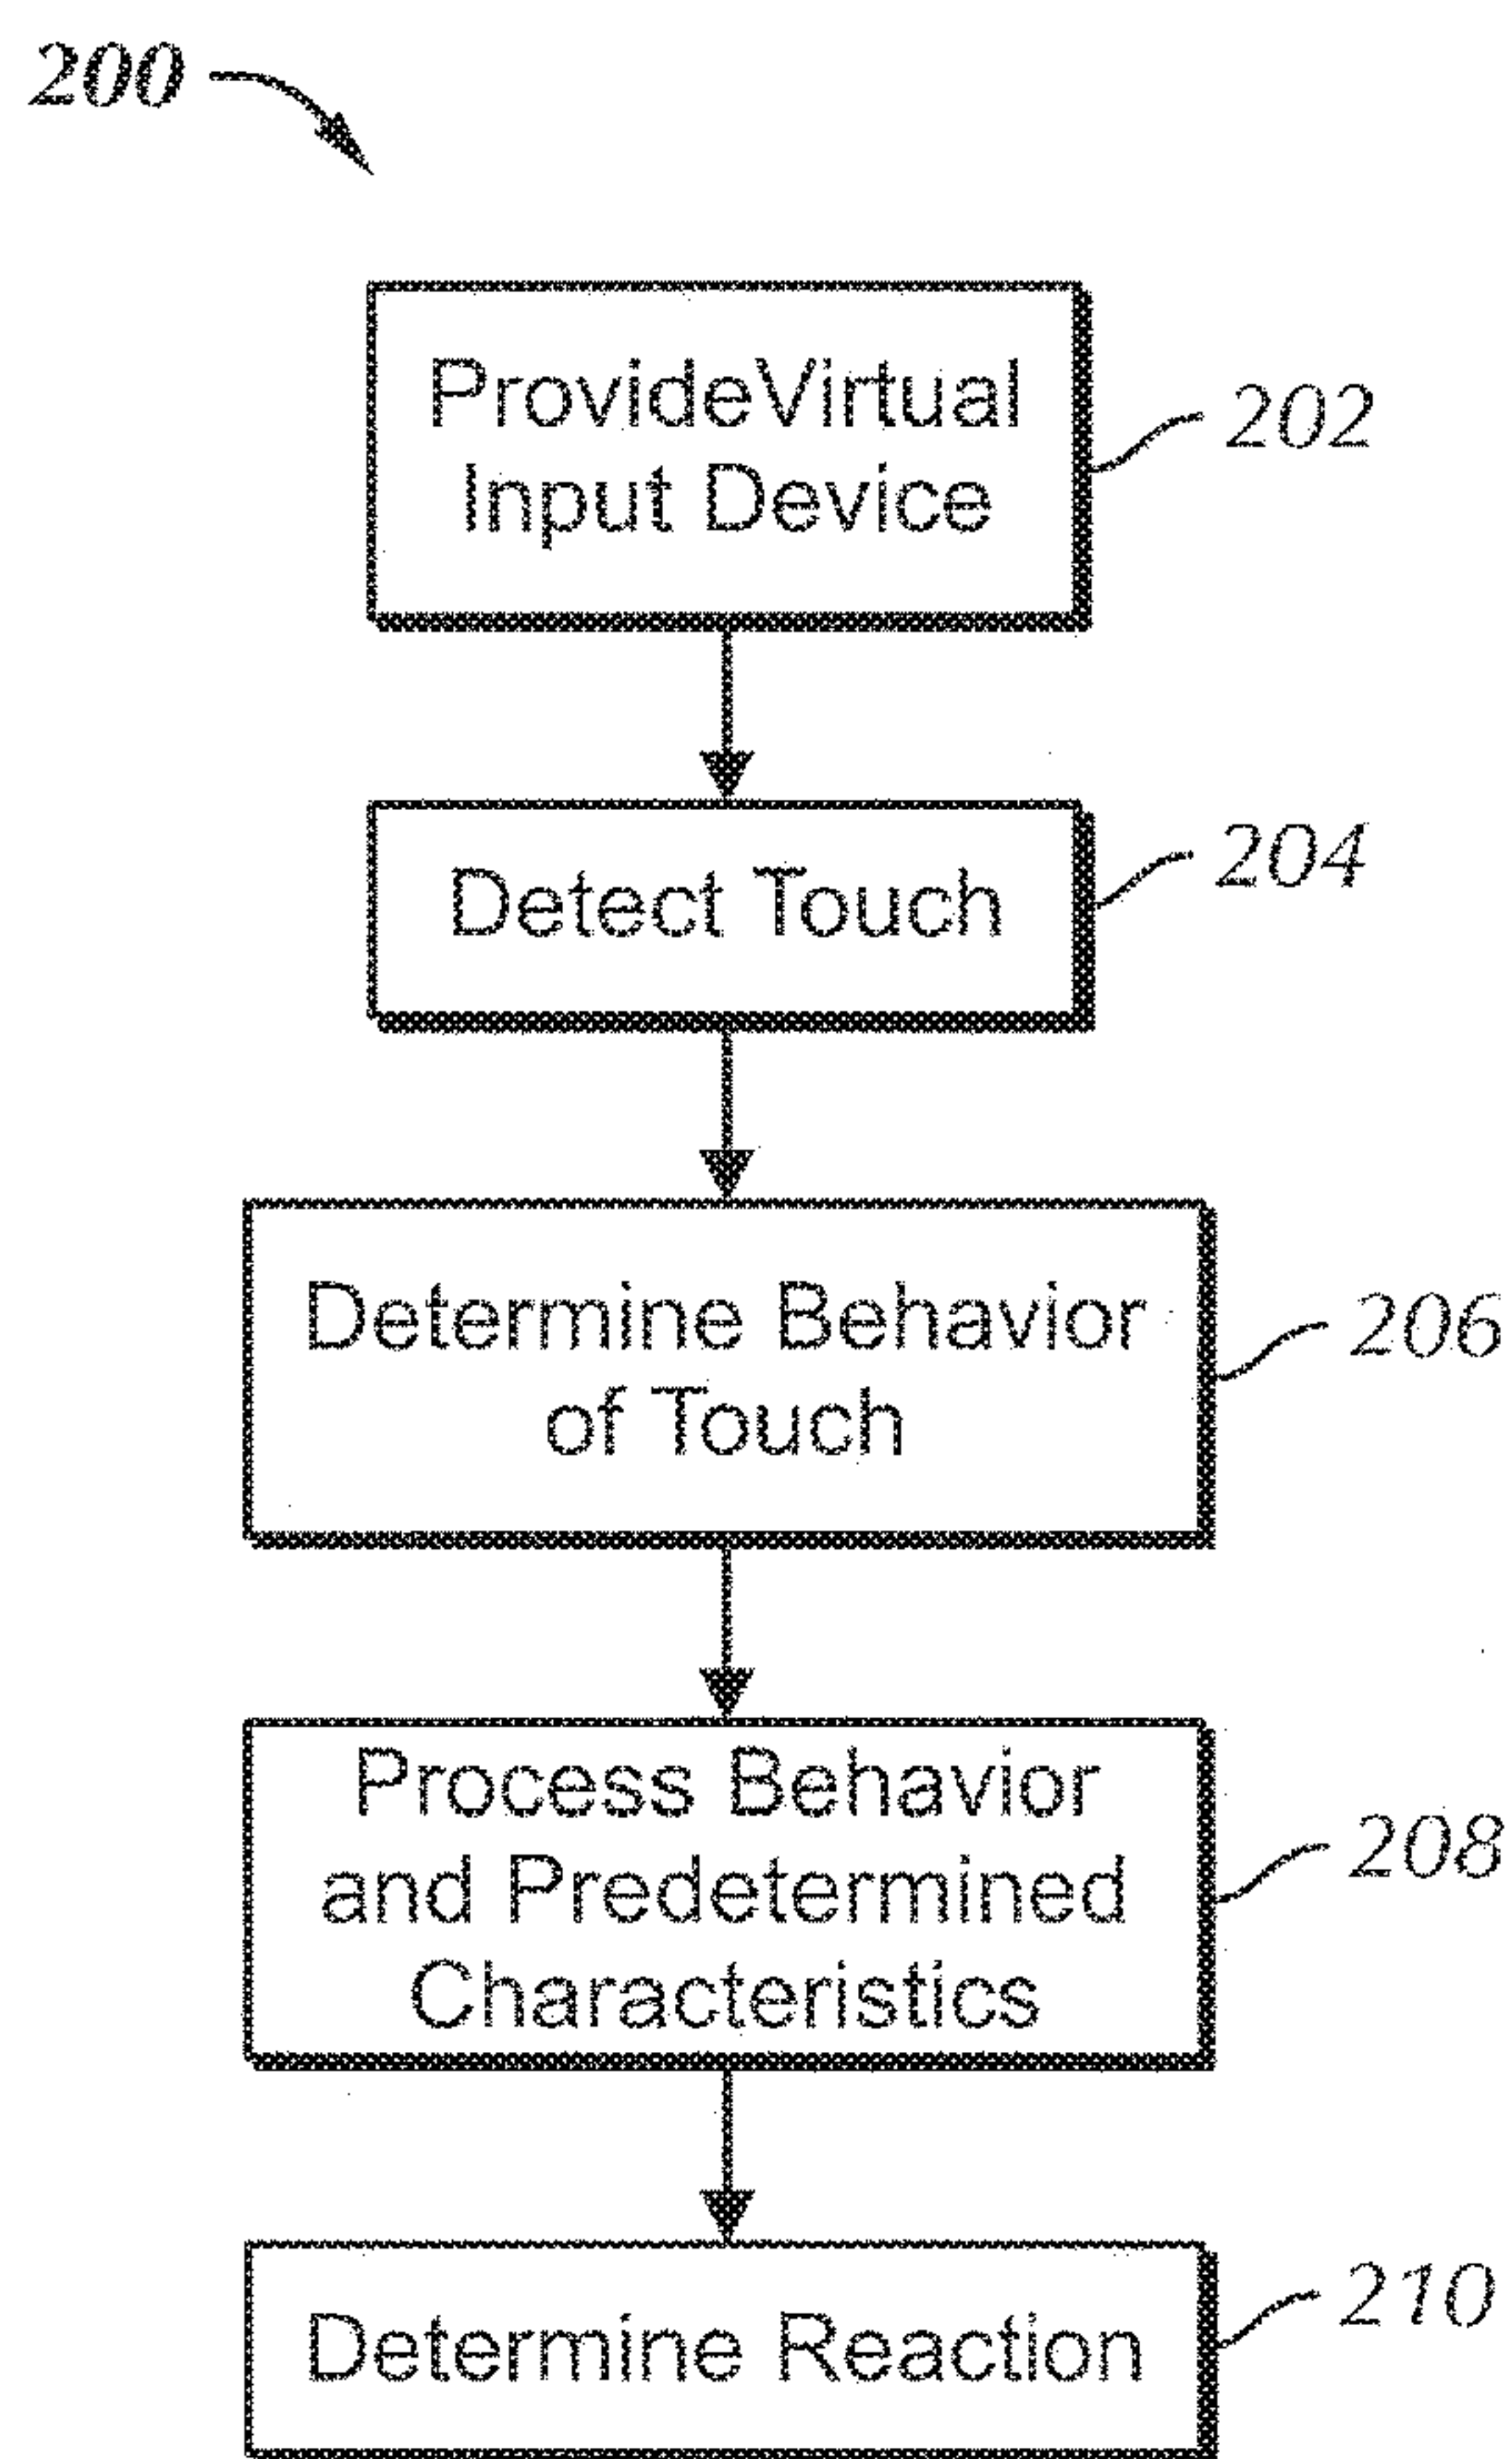 200
ProvideVirtual
Input Device
202
Detect Touch
204
Determine Behavior
of Touch
206
Process Behavior
and Predetermined
Characteristics
208
Determine Reaction
210